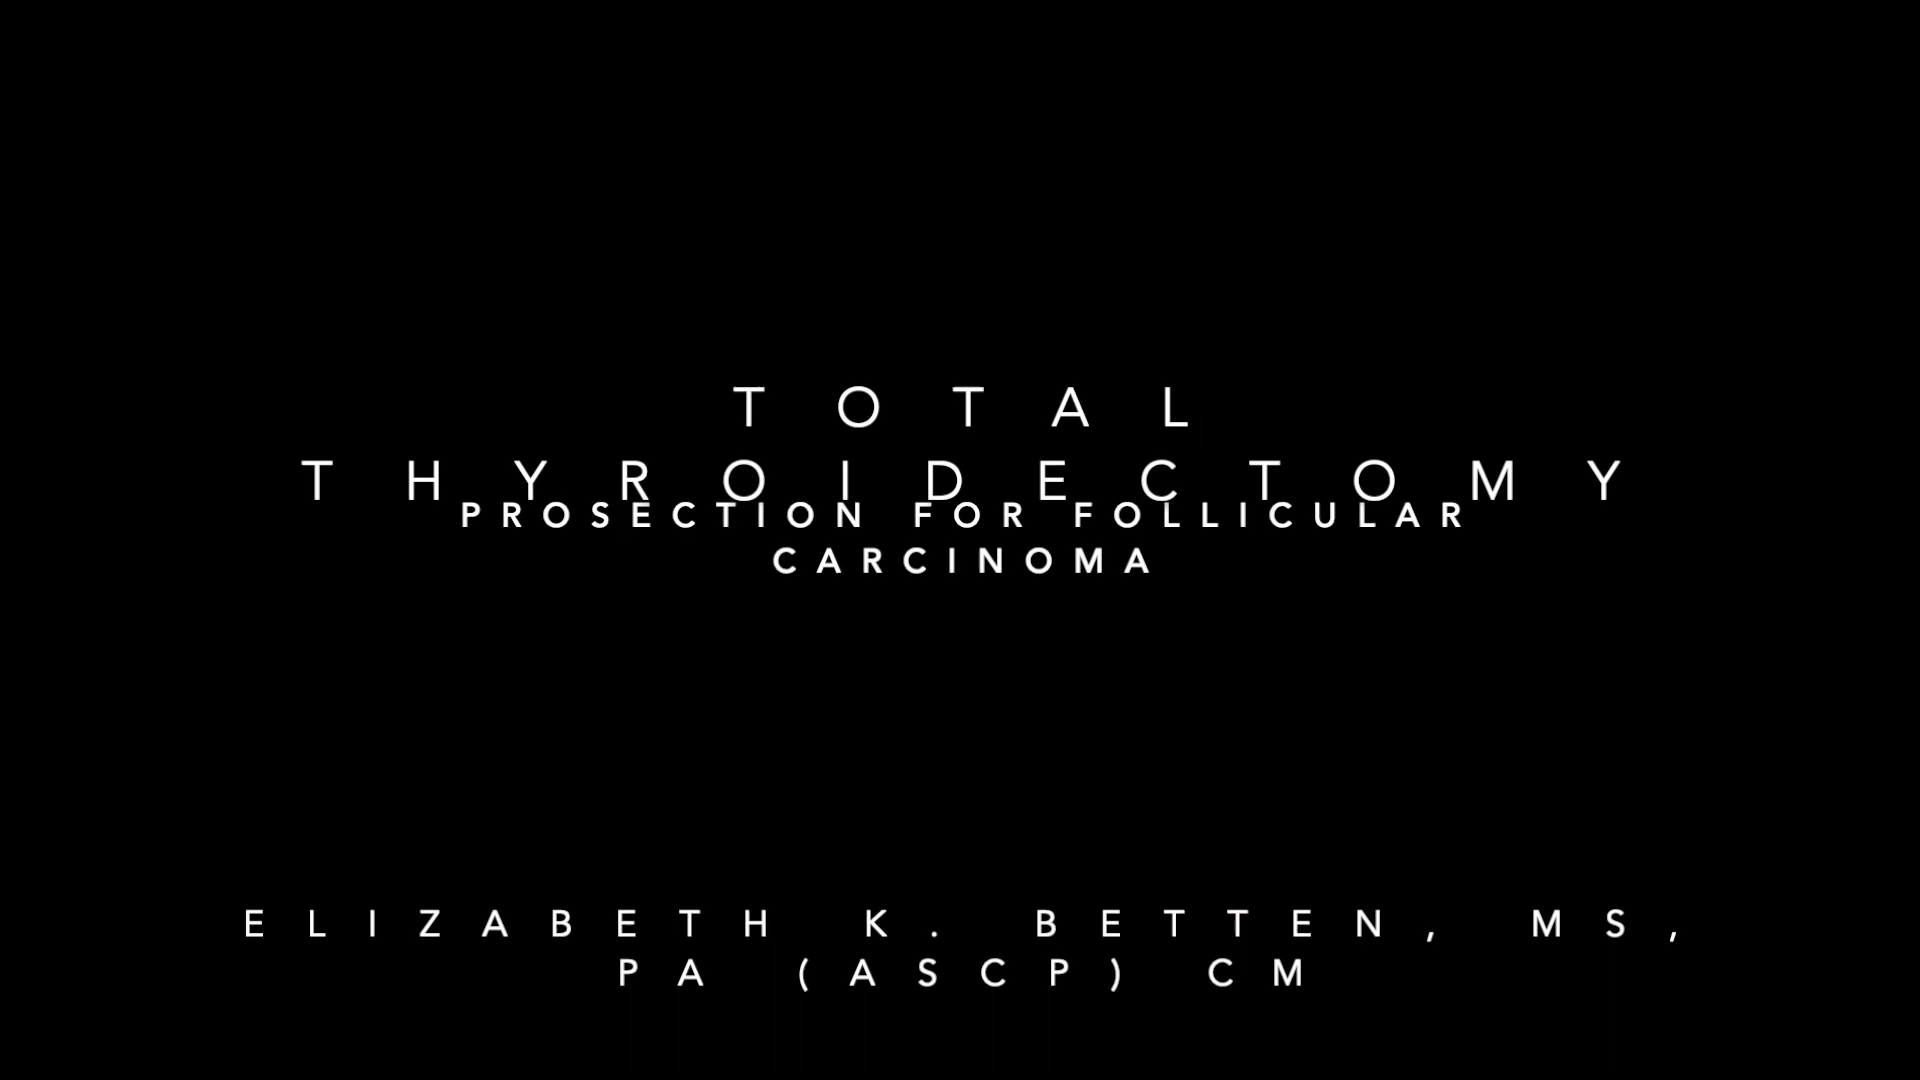 TOTAL
THYROIDECTOMY
PROSECTION FOR FOLLICULAR
CARCINOMA
ELIZABETH K. BETTEN, MS,
PA (ASCP) CM